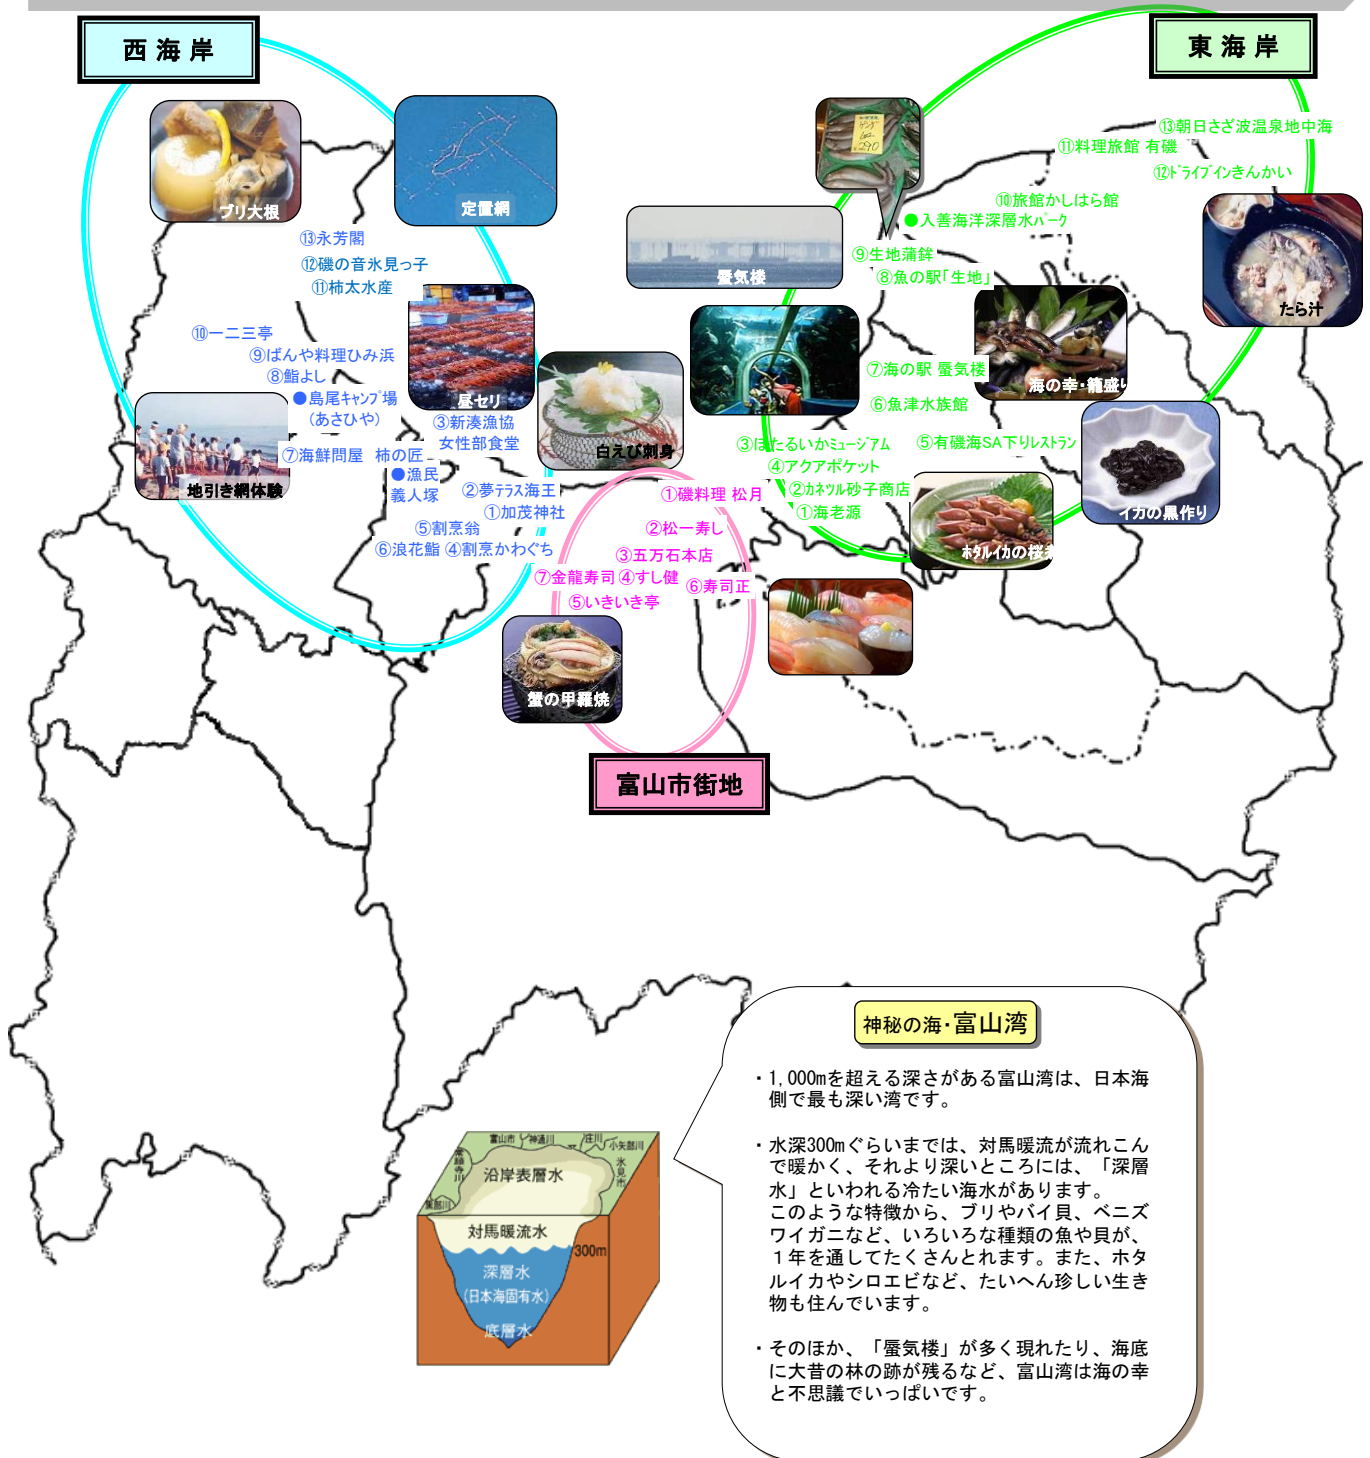 西海岸
東海岸
ブリ大根
定置網
⑬永芳閣
⑫磯の音氷見っ子
⑪柿太水産
⑩一二三亭
⑨ばんや料理ひみ浜
⑧鮨よし
●島尾キャンプ場
(あさひや)
昼セリ
③新湊漁協
女性部食堂
地引き網体験
⑦海鮮問屋 柿の匠
●漁民
義人塚
②夢テラス海王
①加茂神社
⑤割烹翁
⑥浪花鮨 ④割烹かわぐち
白えび刺身
蜃気楼
⑬朝日さざ波温泉地中海
⑪料理旅館 有磯
⑫ドライブインきんかい
⑩旅館かしはら館
●入善海洋深層水パーク
⑨生地蒲鉾
⑧魚の駅「生地」
たら汁
海の幸・籠盛り
⑦海の駅 蜃気楼
⑥魚津水族館
③ほたるいかミュージアム
⑤有磯海SA下りレストラン
④アクアポケット
②カネツル砂子商店
①海老源
イカの黒作り
ホタルイカの桜煮
①磯料理 松月
②松一寿し
③五万石本店
⑦金龍寿司 ④すし健
⑥寿司正
⑤いきいき亭
蟹の甲羅焼
富山市街地
神秘の海・富山湾
・1,000mを超える深さがある富山湾は、日本海
側で最も深い湾です。
・水深300mぐらいまでは、対馬暖流が流れこん
で暖かく、それより深いところには、「深層
水」といわれる冷たい海水があります。
このような特徴から、ブリやバイ貝、ベニズ
ワイガニなど、いろいろな種類の魚や貝が、
1年を通してたくさんとれます。また、ホタ
ルイカやシロエビなど、たいへん珍しい生き
物も住んでいます。
・そのほか、「蜃気楼」が多く現れたり、海底
に大昔の林の跡が残るなど、富山湾は海の幸
と不思議でいっぱいです。
富山市
神通川
庄川
小矢部川
常願寺川
氷見市
黒部川
沿岸表層水
対馬暖流水
300m
深層水
(日本海固有水)
底層水